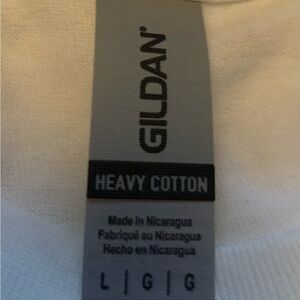 GILDAN
HEAVY COTTON
Made in Nicaragua
Fabriqué au Nicaragua
Hecho en Nicaragua
L | G | G